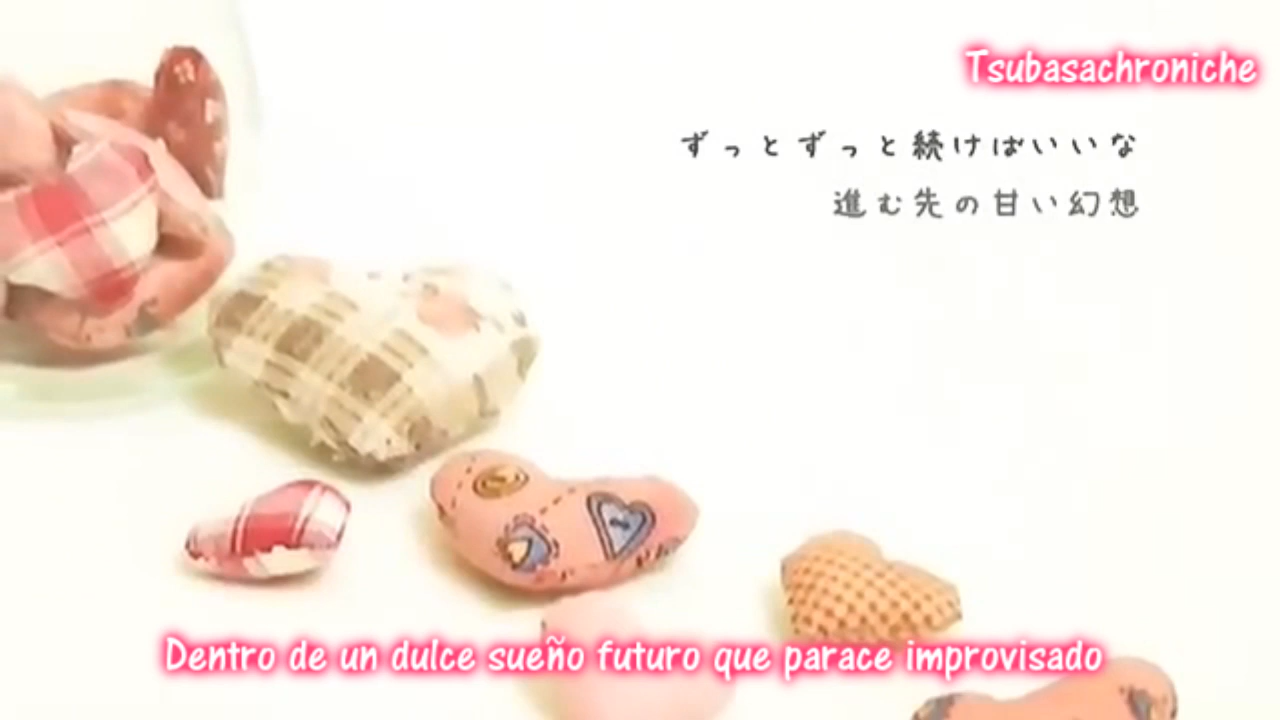 Tsubasachroniche
ずっとずっと続けばいいな
進む先の甘い幻想
Dentro de un dulce sueño futuro que parace improvisado